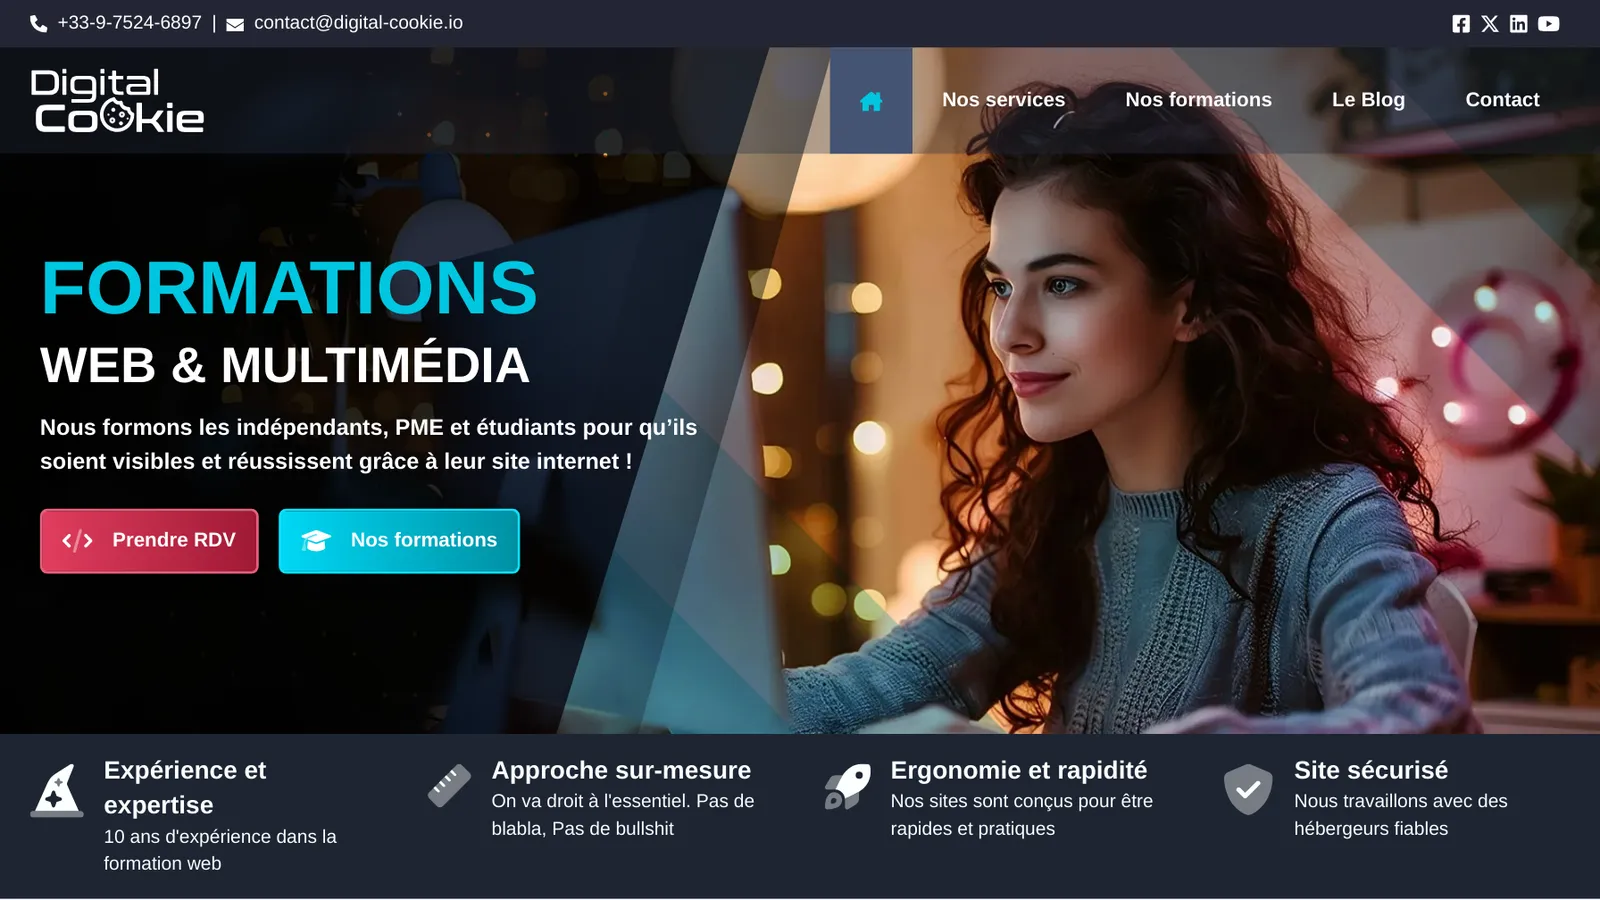 +33-9-7524-6897 | contact@digital-cookie.io
Digital
Cookie
Nos services
Nos formations
Le Blog
Contact
FORMATIONS
WEB & MULTIMÉDIA
Nous formons les indépendants, PME et étudiants pour qu’ils
soient visibles et réussissent grâce à leur site internet !
Prendre RDV
Nos formations
Expérience et
expertise
10 ans d'expérience dans la
formation web
Approche sur-mesure
On va droit à l'essentiel. Pas de
blabla, Pas de bullshit
Ergonomie et rapidité
Nos sites sont conçus pour être
rapides et pratiques
Site sécurisé
Nous travaillons avec des
hébergeurs fiables